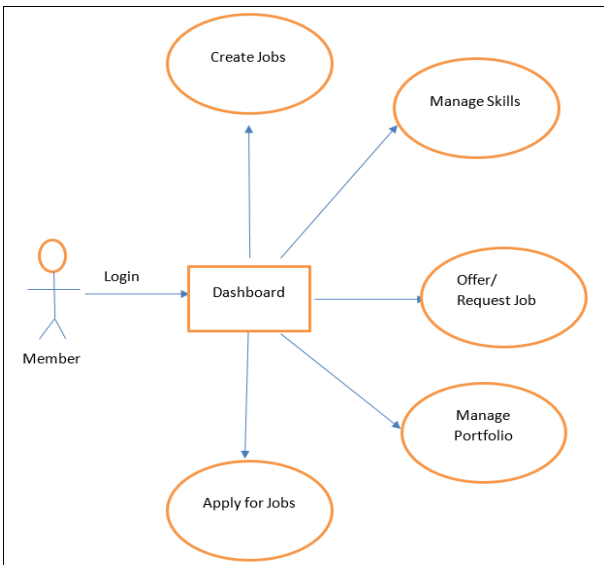 Create Jobs
Manage Skills
Login
Dashboard
Offer/
Request Job
Member
Manage
Portfolio
Apply for Jobs